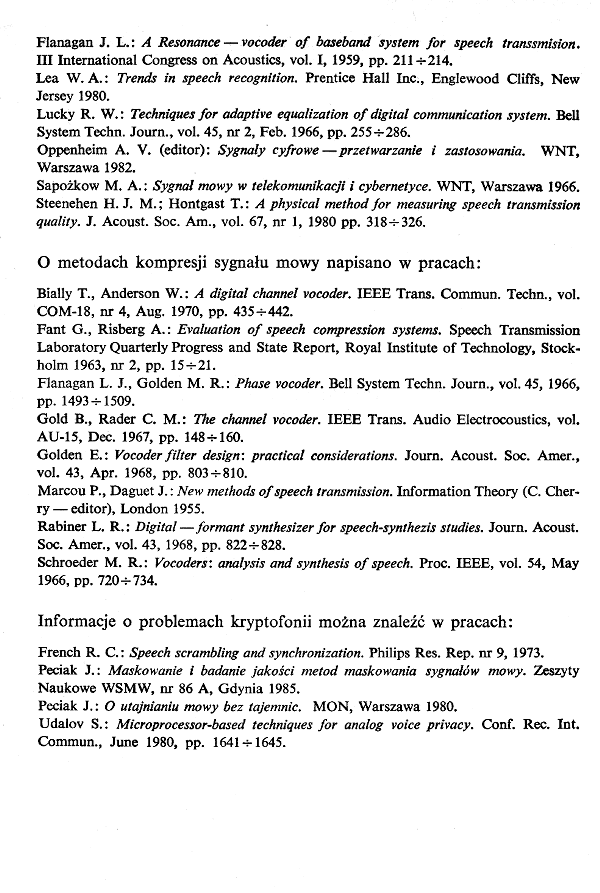 Flanagan J. L.: A Resonance — vocoder of baseband system for speech transsmision.
III International Congress on Acoustics, vol. I, 1959, pp. 211÷214.
Lea W. A.: Trends in speech recognition. Prentice Hall Inc., Englewood Cliffs, New
Jersey 1980.
Lucky R. W.: Techniques for adaptive equalization of digital communication system. Bell
System Techn. Journ., vol. 45, nr 2, Feb. 1966, pp. 255÷286.
Oppenheim A. V. (editor): Sygnały cyfrowe — przetwarzanie i zastosowania. WNT,
Warszawa 1982.
Sapożkow M. A.: Sygnał mowy w telekomunikacji i cybernetyce. WNT, Warszawa 1966.
Steenehen H. J. M.; Hontgast T.: A physical method for measuring speech transmission
quality. J. Acoust. Soc. Am., vol. 67, nr 1, 1980 pp. 318÷326.
O metodach kompresji sygnału mowy napisano w pracach:
Bially T., Anderson W.: A digital channel vocoder. IEEE Trans. Commun. Techn., vol.
COM-18, nr 4, Aug. 1970, pp. 435÷442.
Fant G., Risberg A.: Evaluation of speech compression systems. Speech Transmission
Laboratory Quarterly Progress and State Report, Royal Institute of Technology, Stock-
holm 1963, nr 2, pp. 15÷21.
Flanagan L. J., Golden M. R.: Phase vocoder. Bell System Techn. Journ., vol. 45, 1966,
pp. 1493÷1509.
Gold B., Rader C. M.: The channel vocoder. IEEE Trans. Audio Electrocoustics, vol.
AU-15, Dec. 1967, pp. 148÷160.
Golden E.: Vocoder filter design: practical considerations. Journ. Acoust. Soc. Amer.,
vol. 43, Apr. 1968, pp. 803÷810.
Marcou P., Daguet J.: New methods of speech transmission. Information Theory (C. Cher-
ry — editor), London 1955.
Rabiner L. R.: Digital — formant synthesizer for speech-synthezis studies. Journ. Acoust.
Soc. Amer., vol. 43, 1968, pp. 822÷828.
Schroeder M. R.: Vocoders: analysis and synthesis of speech. Proc. IEEE, vol. 54, May
1966, pp. 720÷734.
Informacje o problemach kryptofonii można znaleźć w pracach:
French R. C.: Speech scrambling and synchronization. Philips Res. Rep. nr 9, 1973.
Peciak J.: Maskowanie i badanie jakości metod maskowania sygnałów mowy. Zeszyty
Naukowe WSMW, nr 86 A, Gdynia 1985.
Peciak J.: O utajnianiu mowy bez tajemnic. MON, Warszawa 1980.
Udalov S.: Microprocessor-based techniques for analog voice privacy. Conf. Rec. Int.
Commun., June 1980, pp. 1641÷1645.